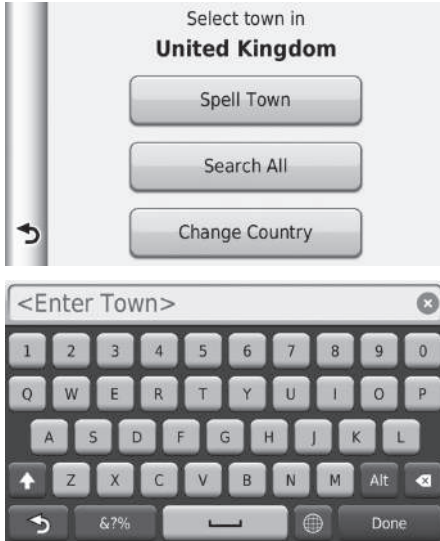 Select town in
United Kingdom
Spell Town
Search All
Change Country
<Enter Town>
1 2 3 4 5 6 7 8 9 0
Q W E R T Y U I O P
A S D F G H J K L
Z X C V B N M Alt
&?% Done